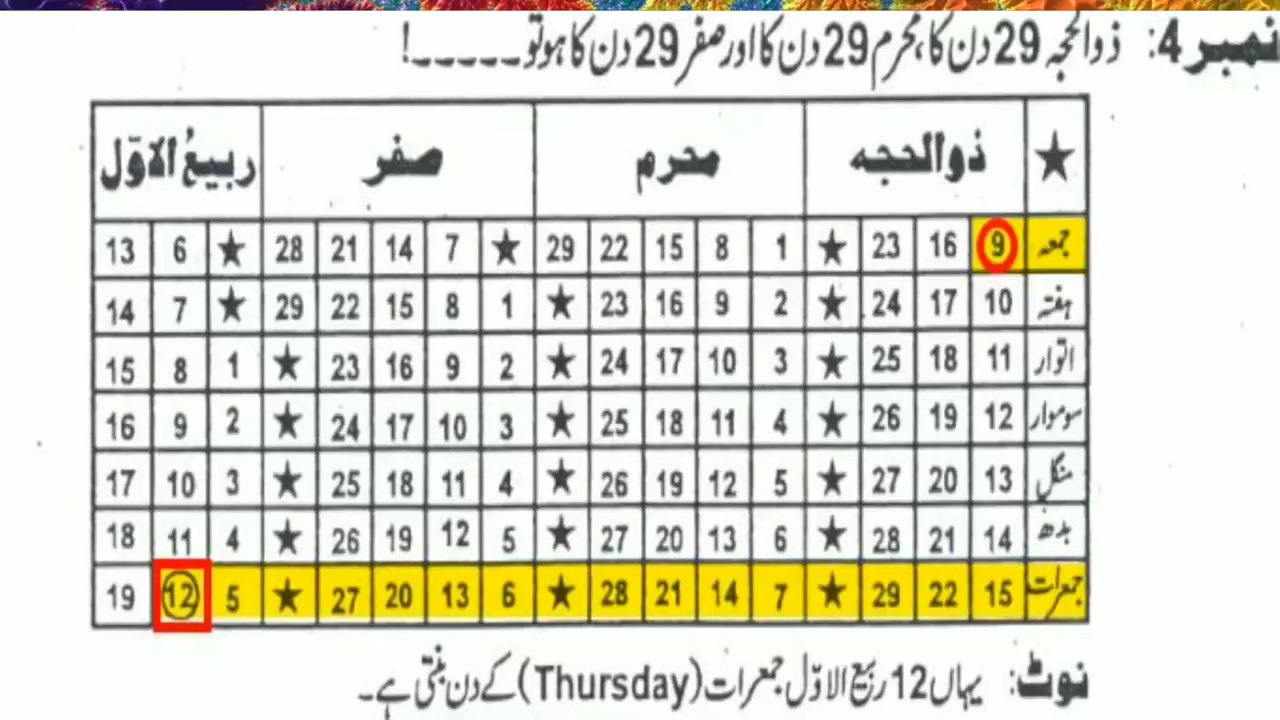 نمبر 4: ذوالحجہ 29 دن کا، محرم 29 دن کا اور صفر 29 دن کا ہو تو ۔۔۔۔۔!
★ ذوالحجہ محرم صفر ربیعُ الاوّل
جمعہ 9 16 23 ★ 1 8 15 22 29 ★ 7 14 21 28 ★ 6 13
ہفتہ 10 17 24 ★ 2 9 16 23 ★ 1 8 15 22 29 ★ 7 14
اتوار 11 18 25 ★ 3 10 17 24 ★ 2 9 16 23 ★ 1 8 15
سوموار 12 19 26 ★ 4 11 18 25 ★ 3 10 17 24 ★ 2 9 16
منگل 13 20 27 ★ 5 12 19 26 ★ 4 11 18 25 ★ 3 10 17
بدھ 14 21 28 ★ 6 13 20 27 ★ 5 12 19 26 ★ 4 11 18
جمعرات 15 22 29 ★ 7 14 21 28 ★ 6 13 20 27 ★ 5 12 19
نوٹ: یہاں 12 ربیع الاوّل جمعرات (Thursday) کے دن بنتی ہے۔